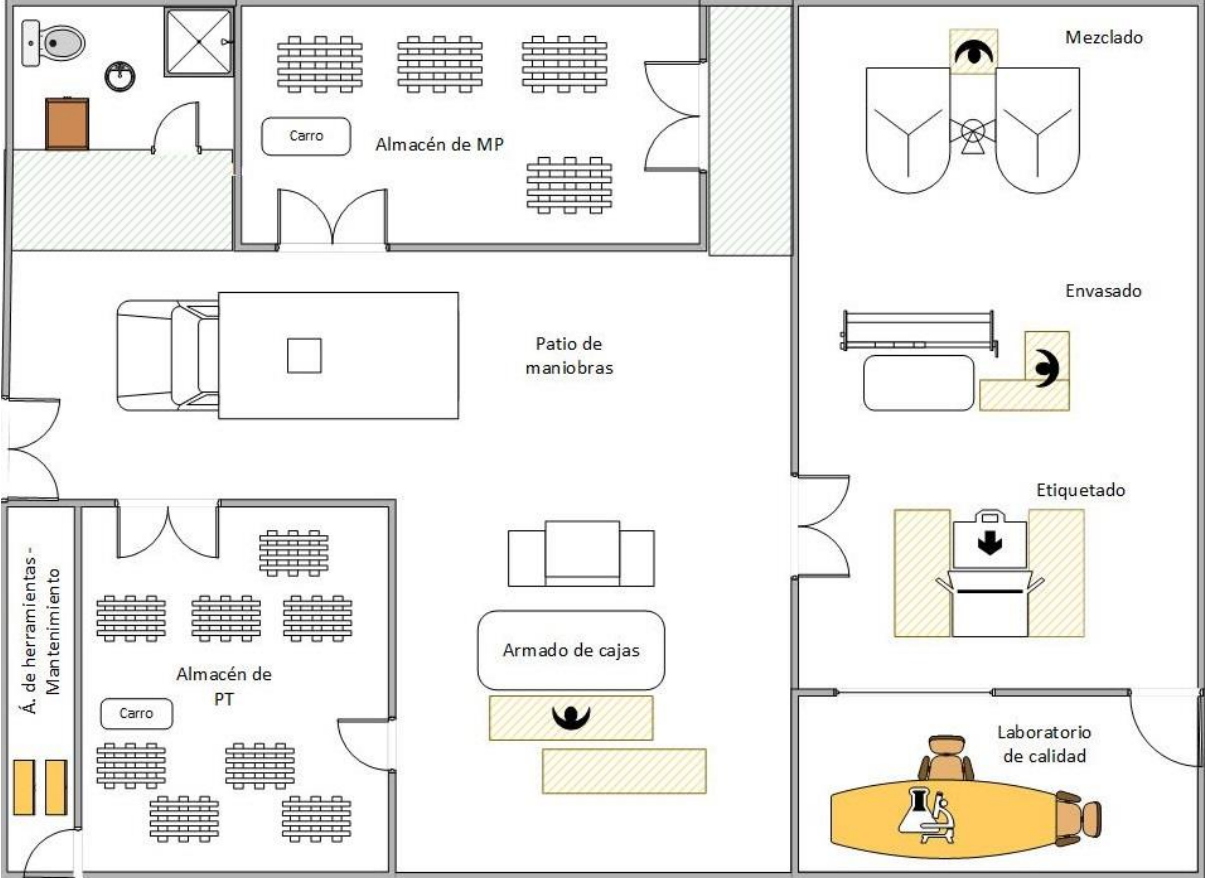 Mezclado
Carro
Almacén de MP
Envasado
Patio de
maniobras
Etiquetado
Á. de herramientas -
Mantenimiento
Armado de cajas
Almacén de
PT
Carro
Laboratorio
de calidad